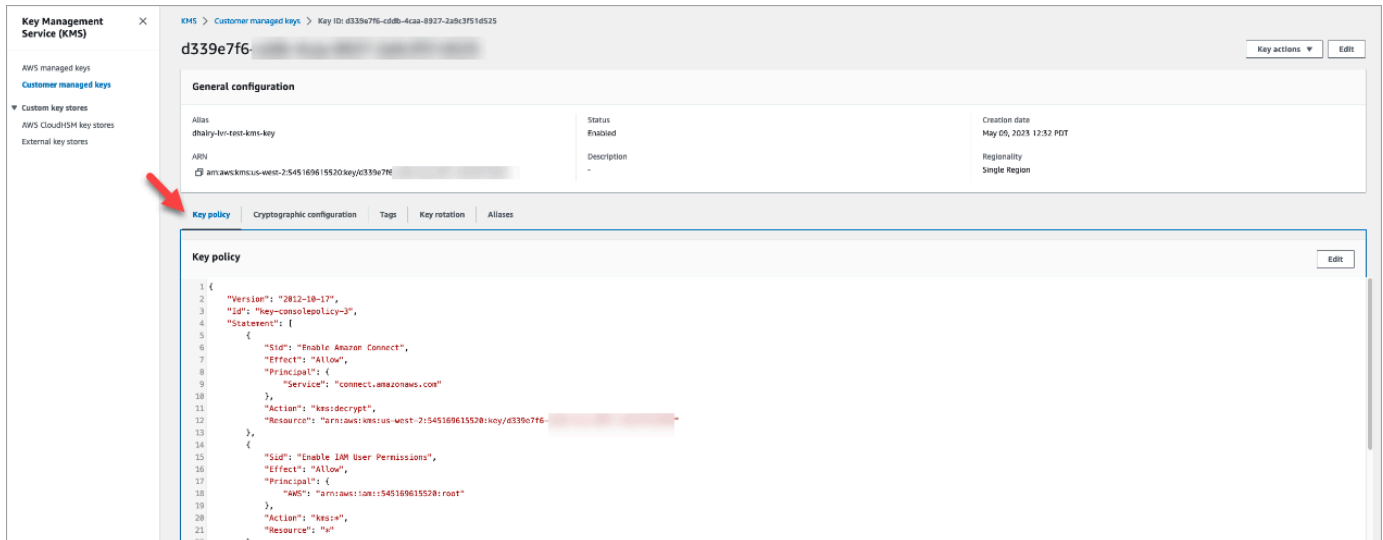 Key Management
Service (KMS)
AWS managed keys
Customer managed keys
Custom key stores
AWS CloudHSM key stores
External key stores
KMS > Customer managed keys > Key ID: d339e7f6-cddb-4caa-8927-2a9c3f51d525
d339e7f6-
Key actions
Edit
General configuration
Alias
dhairy-lvr-test-kms-key
Status
Enabled
Creation date
May 09, 2023 12:32 PDT
ARN
arn:aws:kms:us-west-2:545169615520:key/d339e7f6
Description
-
Regionality
Single Region
Key policy Cryptographic configuration Tags Key rotation Aliases
Key policy
Edit
1 {
2 "Version": "2012-10-17",
3 "Id": "key-consolepolicy-3",
4 "Statement": [
5 {
6 "Sid": "Enable Amazon Connect",
7 "Effect": "Allow",
8 "Principal": {
9 "Service": "connect.amazonaws.com"
10 },
11 "Action": "kms:decrypt",
12 "Resource": "arn:aws:kms:us-west-2:545169615520:key/d339e7f6- "
13 },
14 {
15 "Sid": "Enable IAM User Permissions",
16 "Effect": "Allow",
17 "Principal": {
18 "AWS": "arn:aws:iam::545169615520:root"
19 },
20 "Action": "kms:*",
21 "Resource": "*"